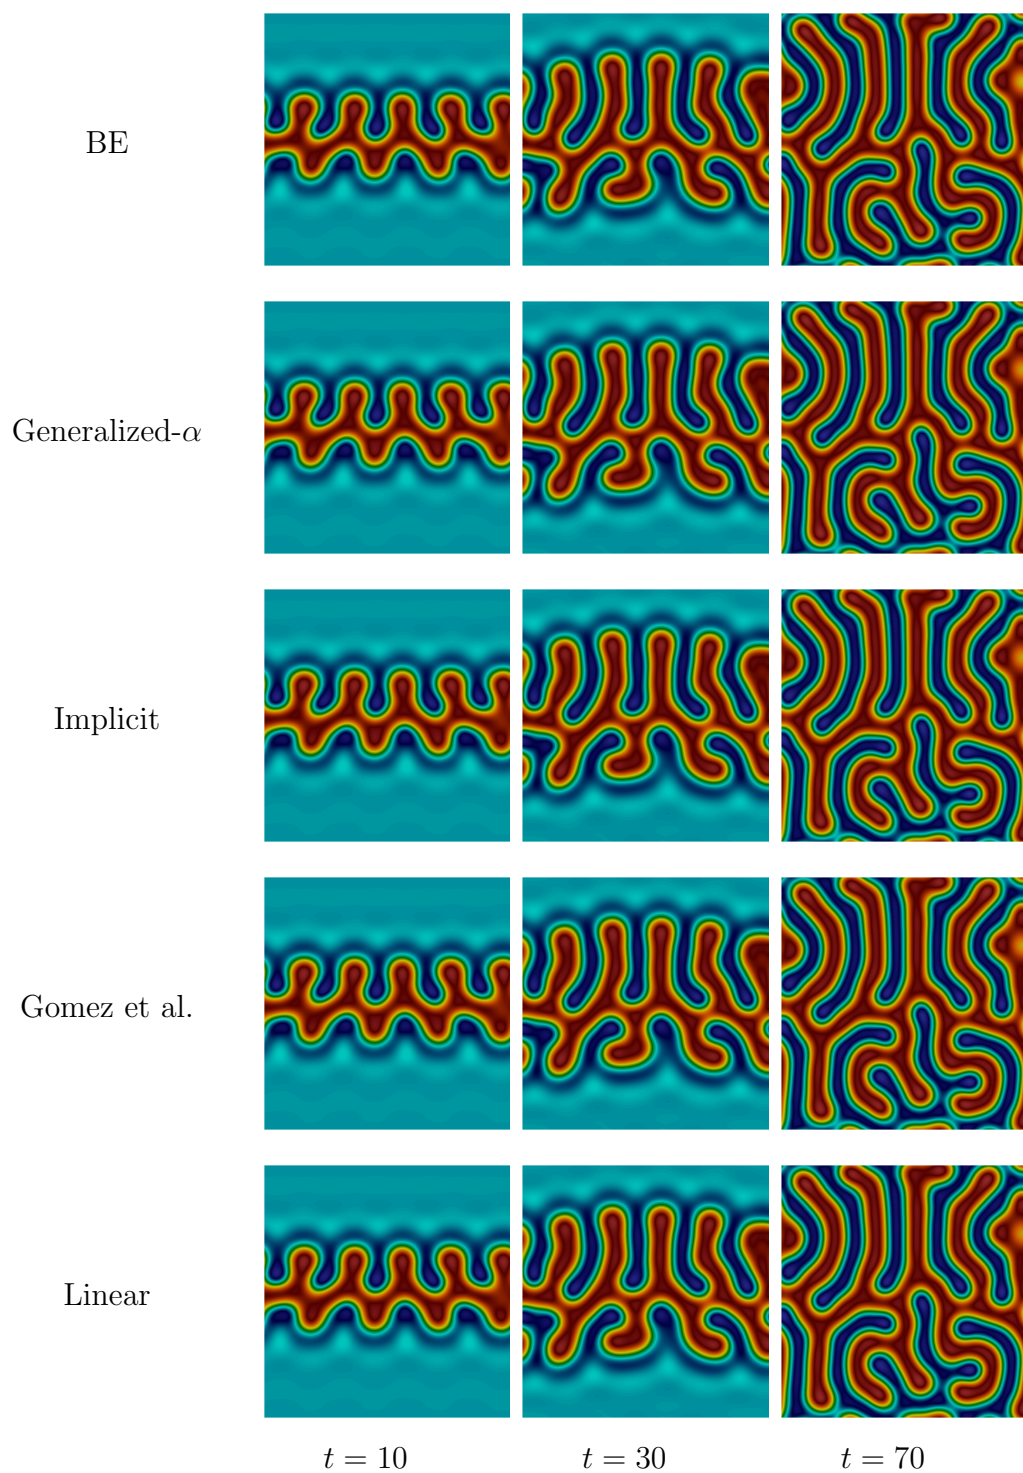 BE
Generalized-α
Implicit
Gomez et al.
Linear
t = 10 t = 30 t = 70